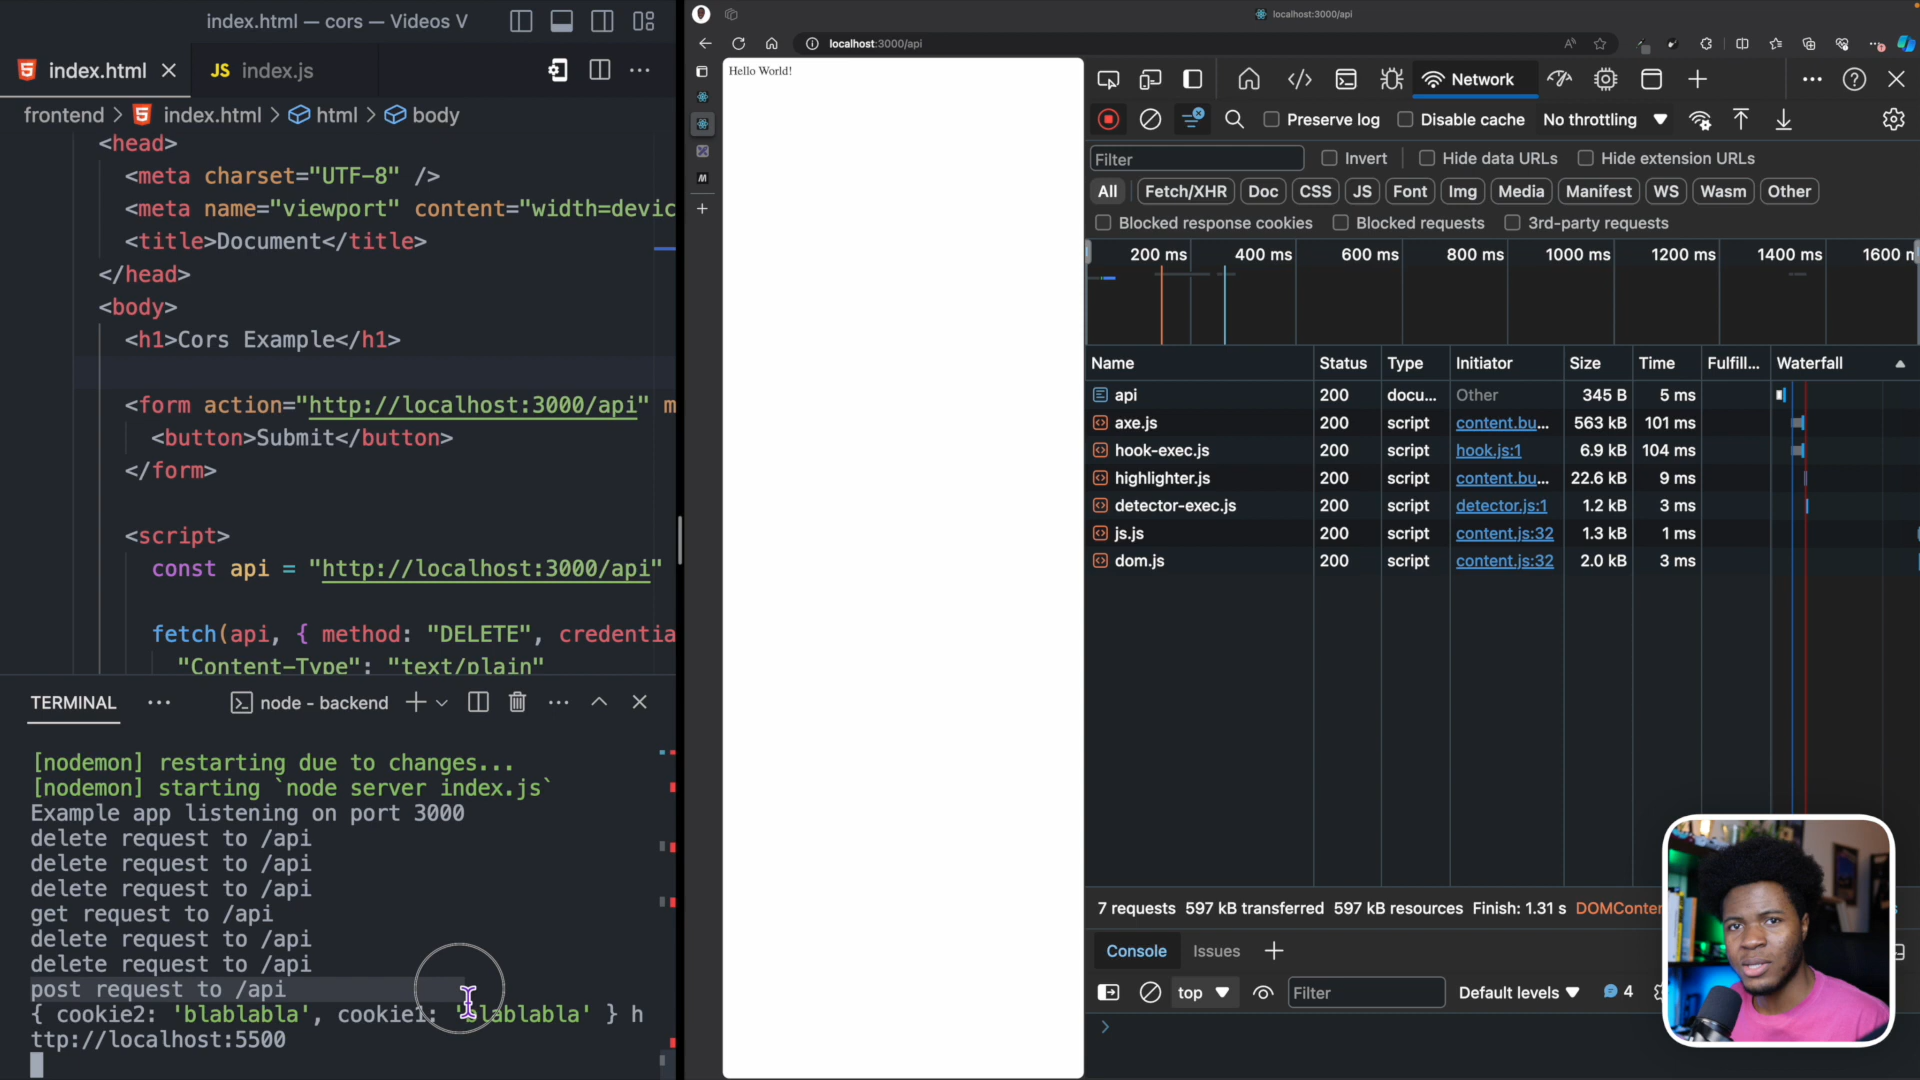 index.html — cors — Videos V
index.html
JS index.js
frontend > index.html > html > body
<head>
<meta charset="UTF-8" />
<meta name="viewport" content="width=devic
<title>Document</title>
</head>
<body>
<h1>Cors Example</h1>
<form action="http://localhost:3000/api" m
<button>Submit</button>
</form>
<script>
const api = "http://localhost:3000/api"
fetch(api, { method: "DELETE", credentia
"Content-Type": "text/plain"
TERMINAL
node - backend
[nodemon] restarting due to changes...
[nodemon] starting `node server index.js`
Example app listening on port 3000
delete request to /api
delete request to /api
delete request to /api
get request to /api
delete request to /api
delete request to /api
post request to /api
{ cookie2: 'blablabla', cookie1: 'blablabla' } h
ttp://localhost:5500
localhost:3000/api
localhost:3000/api
Hello World!
Network
Preserve log
Disable cache
No throttling
Filter
Invert
Hide data URLs
Hide extension URLs
All
Fetch/XHR
Doc
CSS
JS
Font
Img
Media
Manifest
WS
Wasm
Other
Blocked response cookies
Blocked requests
3rd-party requests
200 ms 400 ms 600 ms 800 ms 1000 ms 1200 ms 1400 ms 1600 m
Name Status Type Initiator Size Time Fulfill... Waterfall
api 200 docu... Other 345 B 5 ms
axe.js 200 script content.bu... 563 kB 101 ms
hook-exec.js 200 script hook.js:1 6.9 kB 104 ms
highlighter.js 200 script content.bu... 22.6 kB 9 ms
detector-exec.js 200 script detector.js:1 1.2 kB 3 ms
js.js 200 script content.js:32 1.3 kB 1 ms
dom.js 200 script content.js:32 2.0 kB 3 ms
7 requests 597 kB transferred 597 kB resources Finish: 1.31 s DOMConten
Console
Issues
top
Filter
Default levels
4